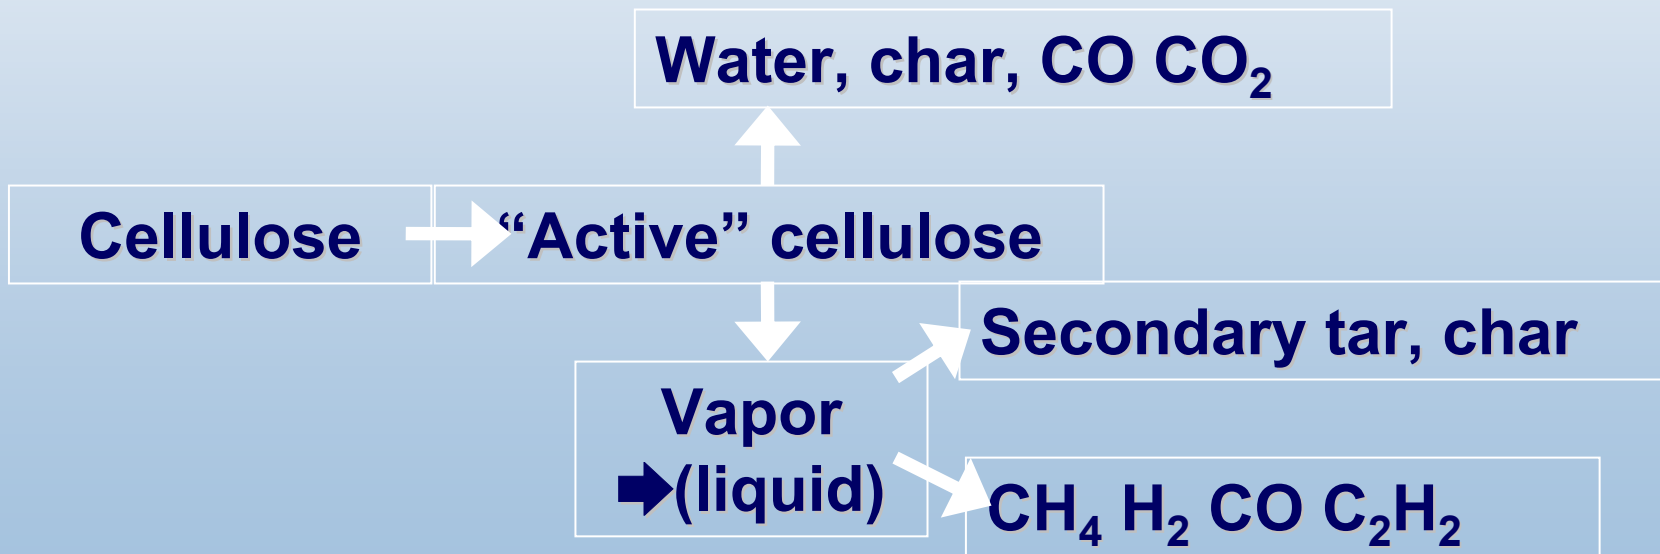 Water, char, CO CO₂
Cellulose
“Active” cellulose
Secondary tar, char
Vapor
(liquid)
CH₄ H₂ CO C₂H₂